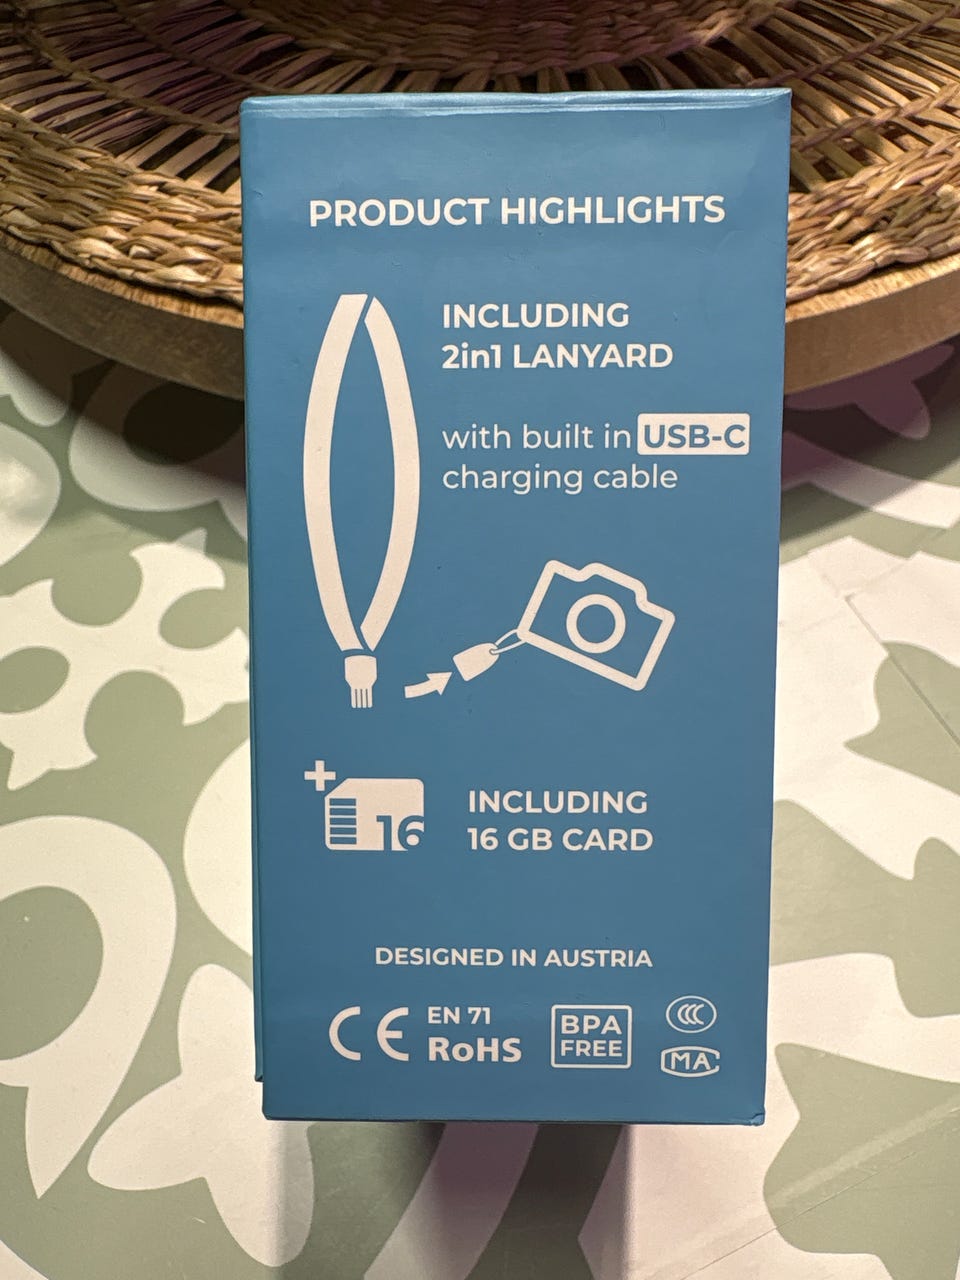 PRODUCT HIGHLIGHTS
INCLUDING
2in1 LANYARD
with built in USB-C
charging cable
16
INCLUDING
16 GB CARD
DESIGNED IN AUSTRIA
CE
EN 71
RoHS
BPA
FREE
CCC
MA